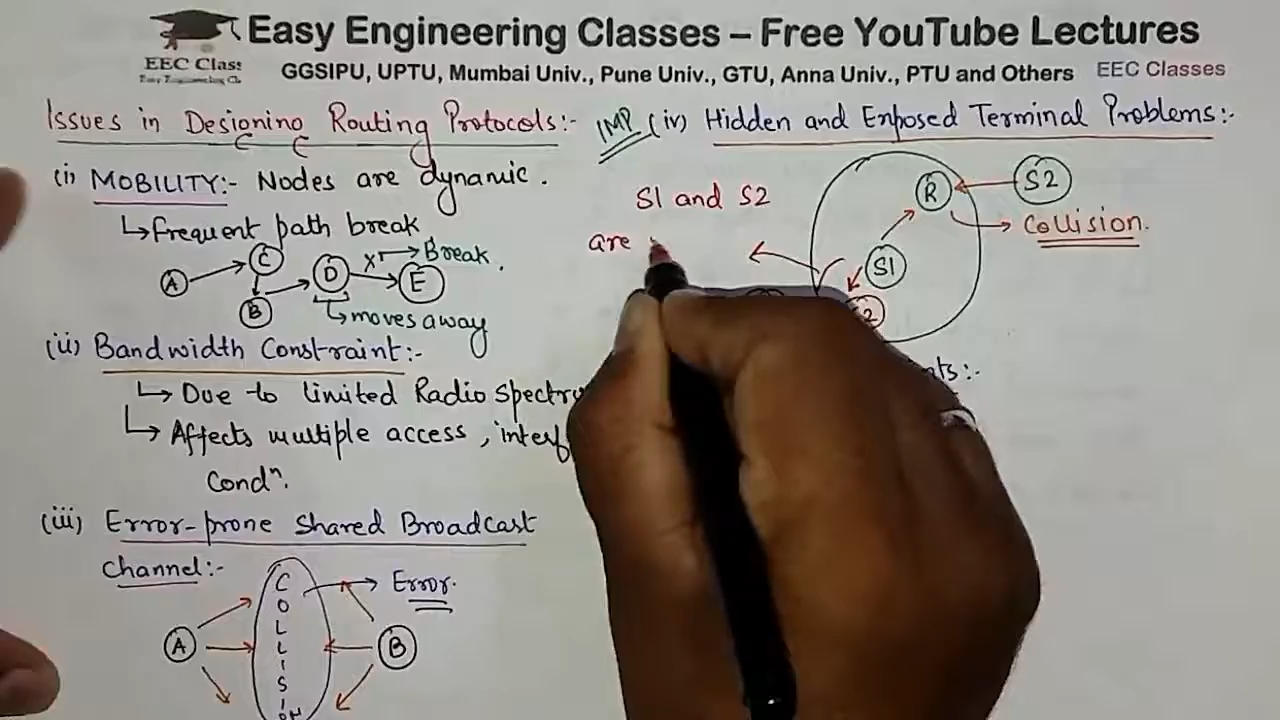 Easy Engineering Classes – Free YouTube Lectures
EEC Class
GGSIPU, UPTU, Mumbai Univ., Pune Univ., GTU, Anna Univ., PTU and Others
EEC Classes
Issues in Designing Routing Protocols:-
(i) MOBILITY:- Nodes are dynamic.
↳Frequent path break
A C B D E
x → Break.
↳moves away
(ii) Bandwidth Constraint:-
↳ Due to limited Radio
↳ Affects multiple access,
Condⁿ.
(iii) Error-prone Shared Broadcast
Channel:-
COLLISION
Error.
A B
IMP (iv) Hidden and Exposed Terminal Problems:-
S1 and S2
are
R S2
Collision.
S1